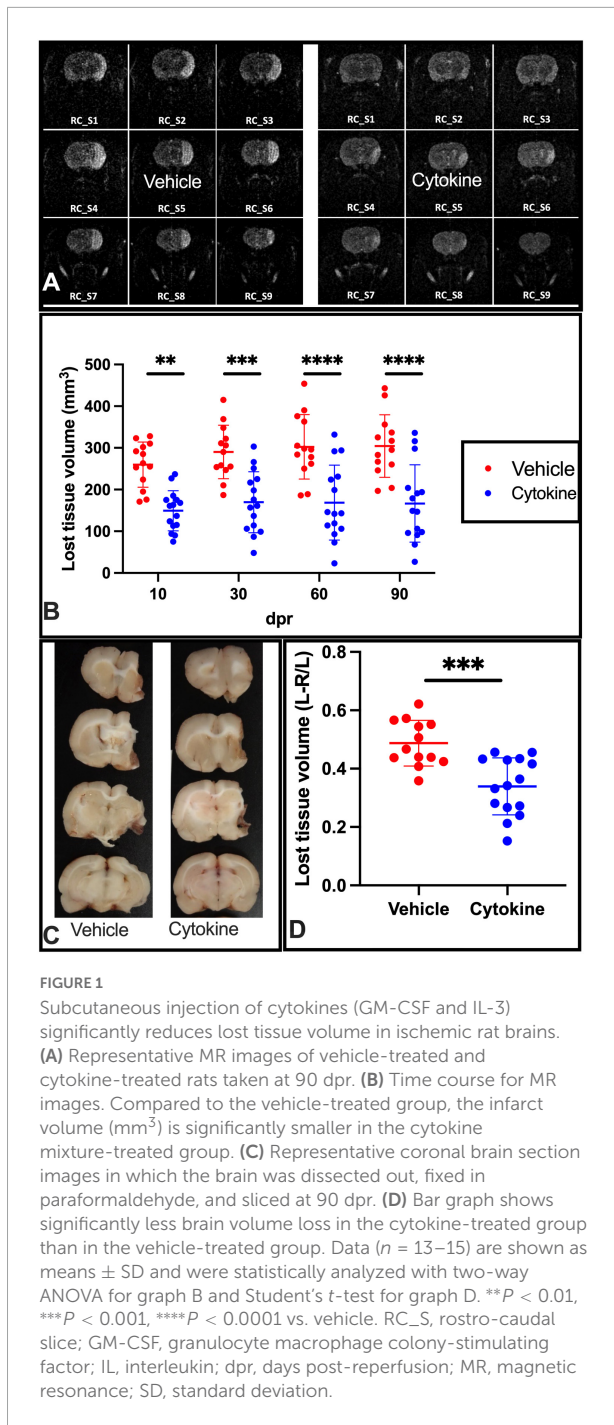 RC_S1 RC_S2 RC_S3 RC_S1 RC_S2 RC_S3
Vehicle Cytokine
RC_S4 RC_S5 RC_S6 RC_S4 RC_S5 RC_S6
A RC_S7 RC_S8 RC_S9 RC_S7 RC_S8 RC_S9
Lost tissue volume (mm³)
500
400
300
200
100
0
** *** **** ****
10 30 60 90
dpr
Vehicle
Cytokine
B
Vehicle Cytokine
C
Lost tissue volume (L-R/L)
0.8
0.6
0.4
0.2
0.0
***
Vehicle Cytokine
D
FIGURE 1
Subcutaneous injection of cytokines (GM-CSF and IL-3)
significantly reduces lost tissue volume in ischemic rat brains.
(A) Representative MR images of vehicle-treated and
cytokine-treated rats taken at 90 dpr. (B) Time course for MR
images. Compared to the vehicle-treated group, the infarct
volume (mm³) is significantly smaller in the cytokine
mixture-treated group. (C) Representative coronal brain section
images in which the brain was dissected out, fixed in
paraformaldehyde, and sliced at 90 dpr. (D) Bar graph shows
significantly less brain volume loss in the cytokine-treated group
than in the vehicle-treated group. Data (n = 13–15) are shown as
means ± SD and were statistically analyzed with two-way
ANOVA for graph B and Student's t-test for graph D. **P < 0.01,
***P < 0.001, ****P < 0.0001 vs. vehicle. RC_S, rostro-caudal
slice; GM-CSF, granulocyte macrophage colony-stimulating
factor; IL, interleukin; dpr, days post-reperfusion; MR, magnetic
resonance; SD, standard deviation.